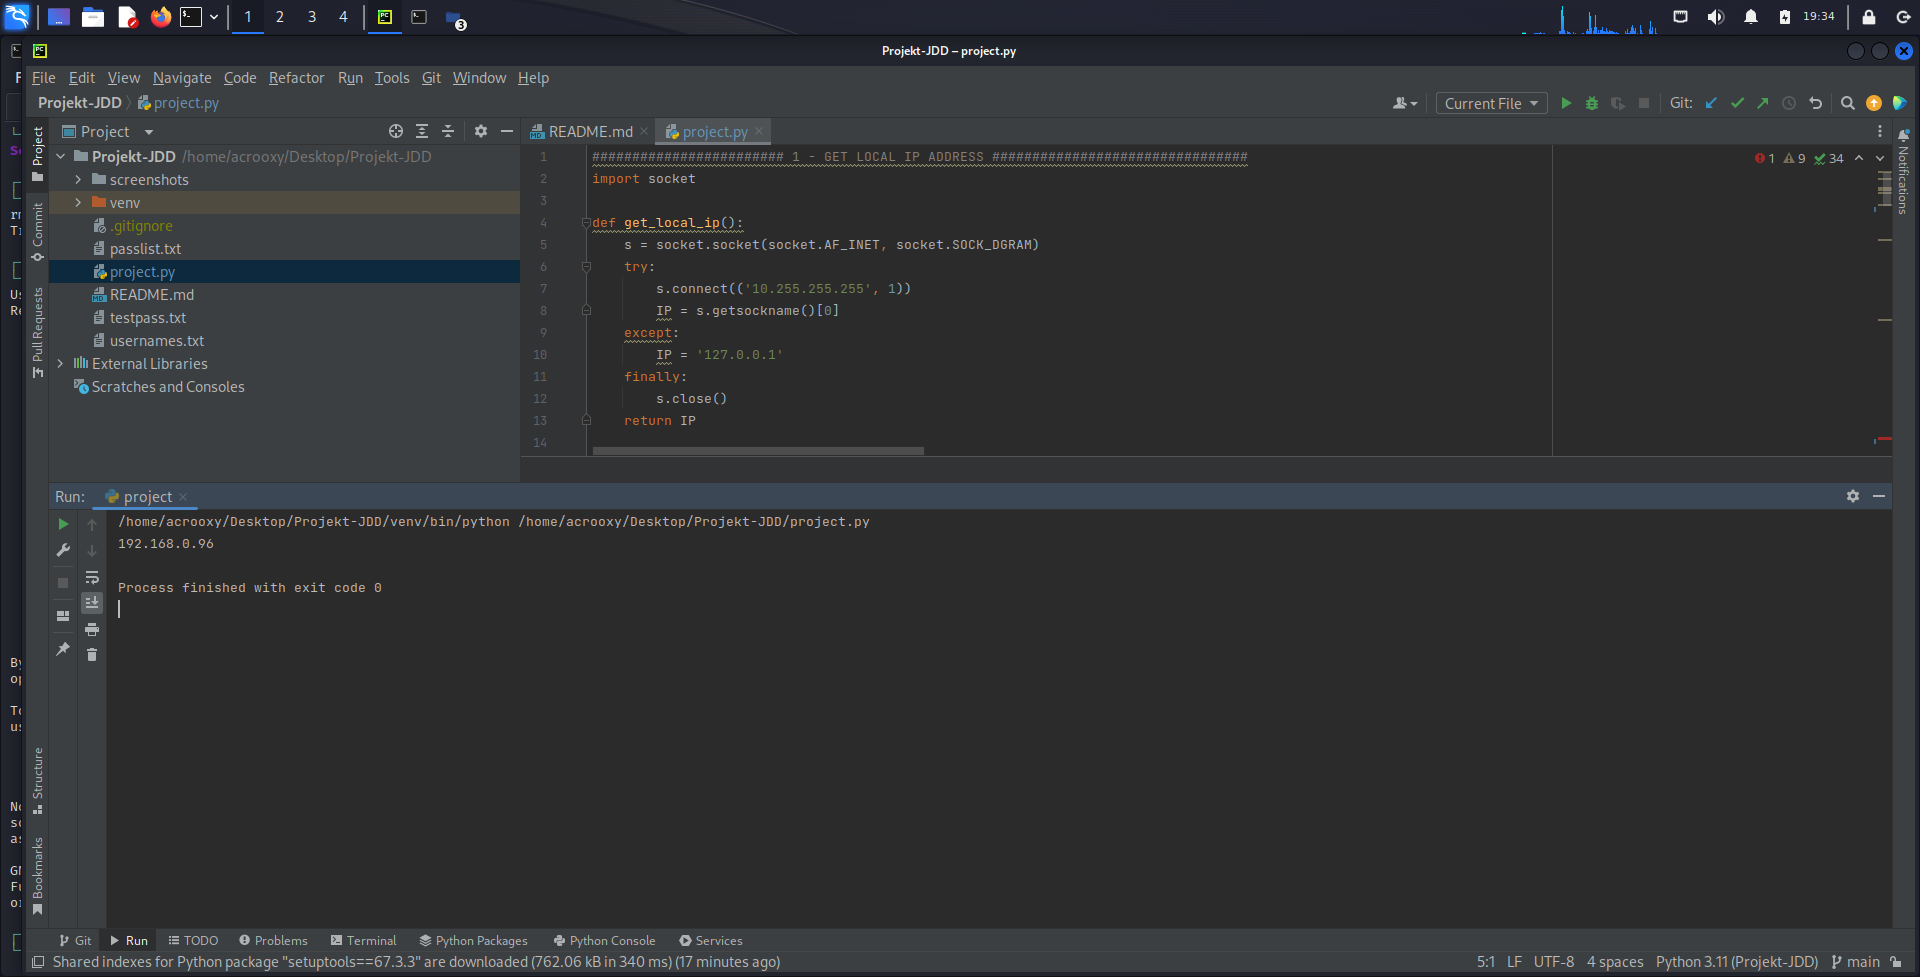 1 2 3 4 3 19:34
Projekt-JDD – project.py
File Edit View Navigate Code Refactor Run Tools Git Window Help
Projekt-JDD project.py Current File Git:
Project README.md project.py
Projekt-JDD /home/acrooxy/Desktop/Projekt-JDD
screenshots
venv
.gitignore
passlist.txt
project.py
README.md
testpass.txt
usernames.txt
External Libraries
Scratches and Consoles
1 ######################## 1 - GET LOCAL IP ADDRESS ################################
2 import socket
3
4 def get_local_ip():
5 s = socket.socket(socket.AF_INET, socket.SOCK_DGRAM)
6 try:
7 s.connect(('10.255.255.255', 1))
8 IP = s.getsockname()[0]
9 except:
10 IP = '127.0.0.1'
11 finally:
12 s.close()
13 return IP
14
1 9 34
Project
Commit
Pull Requests
Structure
Bookmarks
Notifications
Run: project
/home/acrooxy/Desktop/Projekt-JDD/venv/bin/python /home/acrooxy/Desktop/Projekt-JDD/project.py
192.168.0.96
Process finished with exit code 0
Git Run TODO Problems Terminal Python Packages Python Console Services
Shared indexes for Python package "setuptools==67.3.3" are downloaded (762.06 kB in 340 ms) (17 minutes ago) 5:1 LF UTF-8 4 spaces Python 3.11 (Projekt-JDD) main